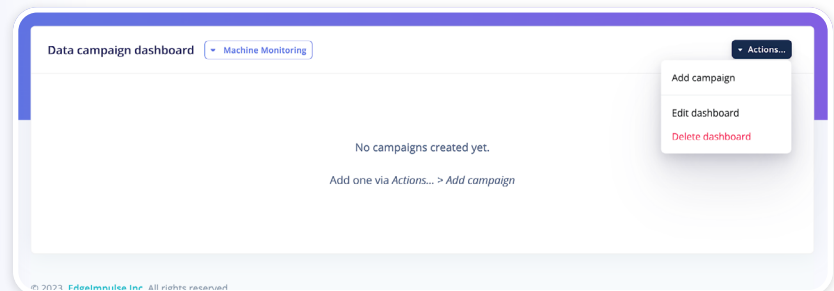 Data campaign dashboard
Machine Monitoring
Actions...
Add campaign
Edit dashboard
Delete dashboard
No campaigns created yet.
Add one via Actions... > Add campaign
© 2023 EdgeImpulse Inc. All rights reserved